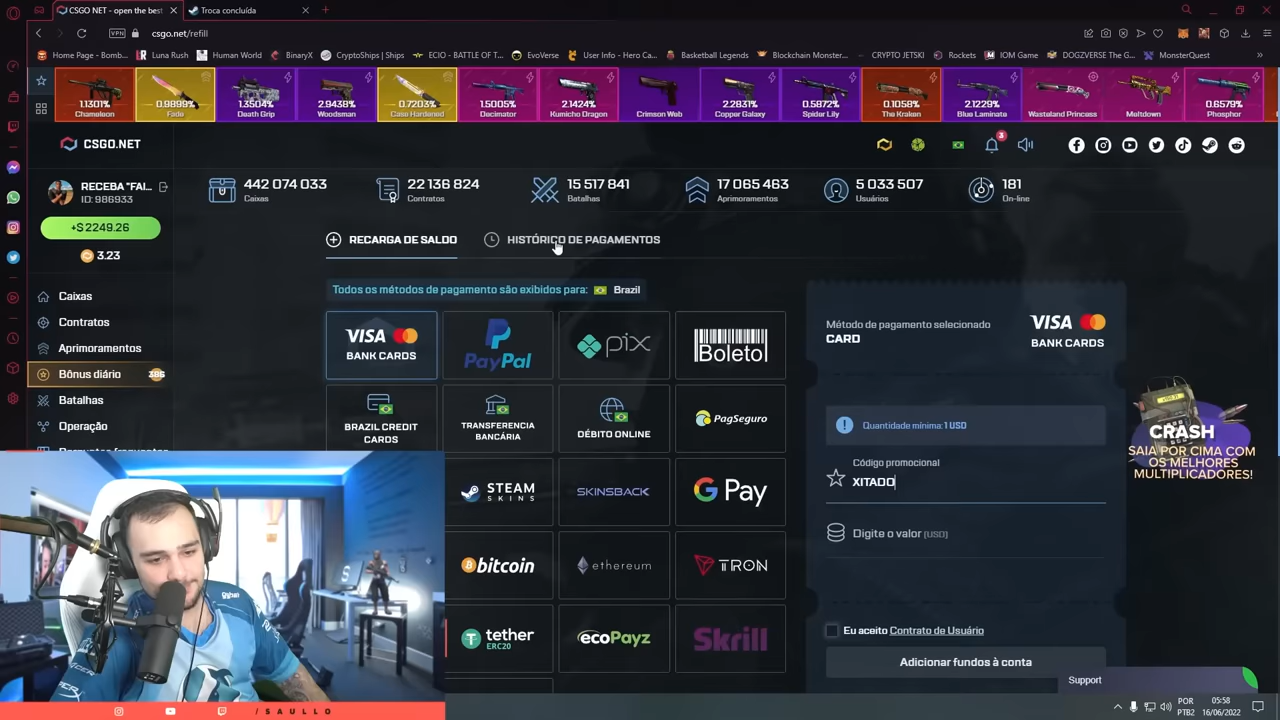 CSGO.NET - open the best
Troca concluída
VPN
csgo.net/refill
Home Page - Bomb...
Luna Rush
Human World
BinaryX
CryptoShips | Ships
ECIO - BATTLE OF T...
EvoVerse
User Info - Hero Ca...
Basketball Legends
Blockchain Monster...
CRYPTO JETSKI
Rockets
IOM Game
DOGZVERSE The G...
MonsterQuest
1.1301%
Chameleon
0.9899%
Fade
1.3504%
Death Grip
2.9438%
Woodsman
0.7203%
Case Hardened
1.5005%
Decimator
2.1424%
Kumicho Dragon
Crimson Web
2.2831%
Copper Galaxy
0.5872%
Spider Lily
0.1058%
The Kraken
2.1229%
Blue Laminate
Wasteland Princess
Meltdown
0.6579%
Phosphor
CSGO.NET
3
RECEBA "FAI...
ID: 986933
+$ 2249.26
3.23
442 074 033
Caixas
22 136 824
Contratos
15 517 841
Batalhas
17 065 463
Aprimoramentos
5 033 507
Usuários
181
On-line
RECARGA DE SALDO
HISTÓRICO DE PAGAMENTOS
Caixas
Contratos
Aprimoramentos
Bônus diário
386
Batalhas
Operação
Todos os métodos de pagamento são exibidos para:
Brazil
VISA
BANK CARDS
PayPal
pix
Boleto
BRAZIL CREDIT
CARDS
TRANSFERENCIA
BANCÁRIA
DÉBITO ONLINE
PagSeguro
STEAM
SKINS
SKINSBACK
G Pay
bitcoin
ethereum
TRON
tether
ERC20
ecoPayz
Skrill
Método de pagamento selecionado
CARD
VISA
BANK CARDS
Quantidade mínima: 1 USD
Código promocional
XITADO
Digite o valor (USD)
Eu aceito Contrato de Usuário
Adicionar fundos à conta
CRASH
SAIA POR CIMA COM
OS MELHORES
MULTIPLICADORES!
Support
/SAULLO
POR
PTB2
05:58
16/06/2022